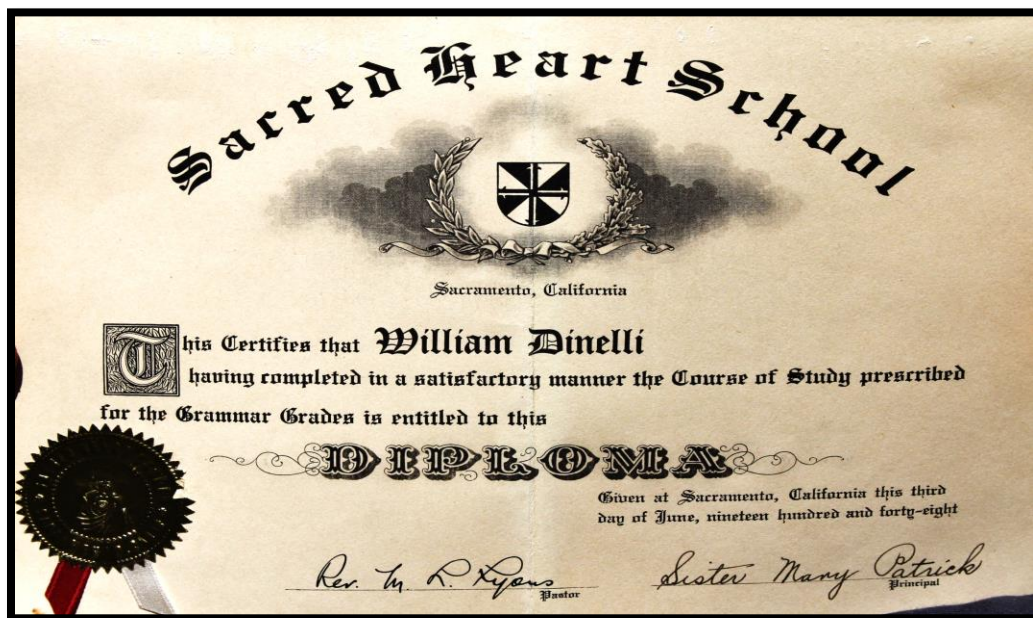 Sacred Heart School
Sacramento, California
This Certifies that William Dinelli
having completed in a satisfactory manner the Course of Study prescribed
for the Grammar Grades is entitled to this
DIPLOMA
Given at Sacramento, California this third
day of June, nineteen hundred and forty-eight
Rev. M. L. Lyons
Pastor
Sister Mary Patrick
Principal